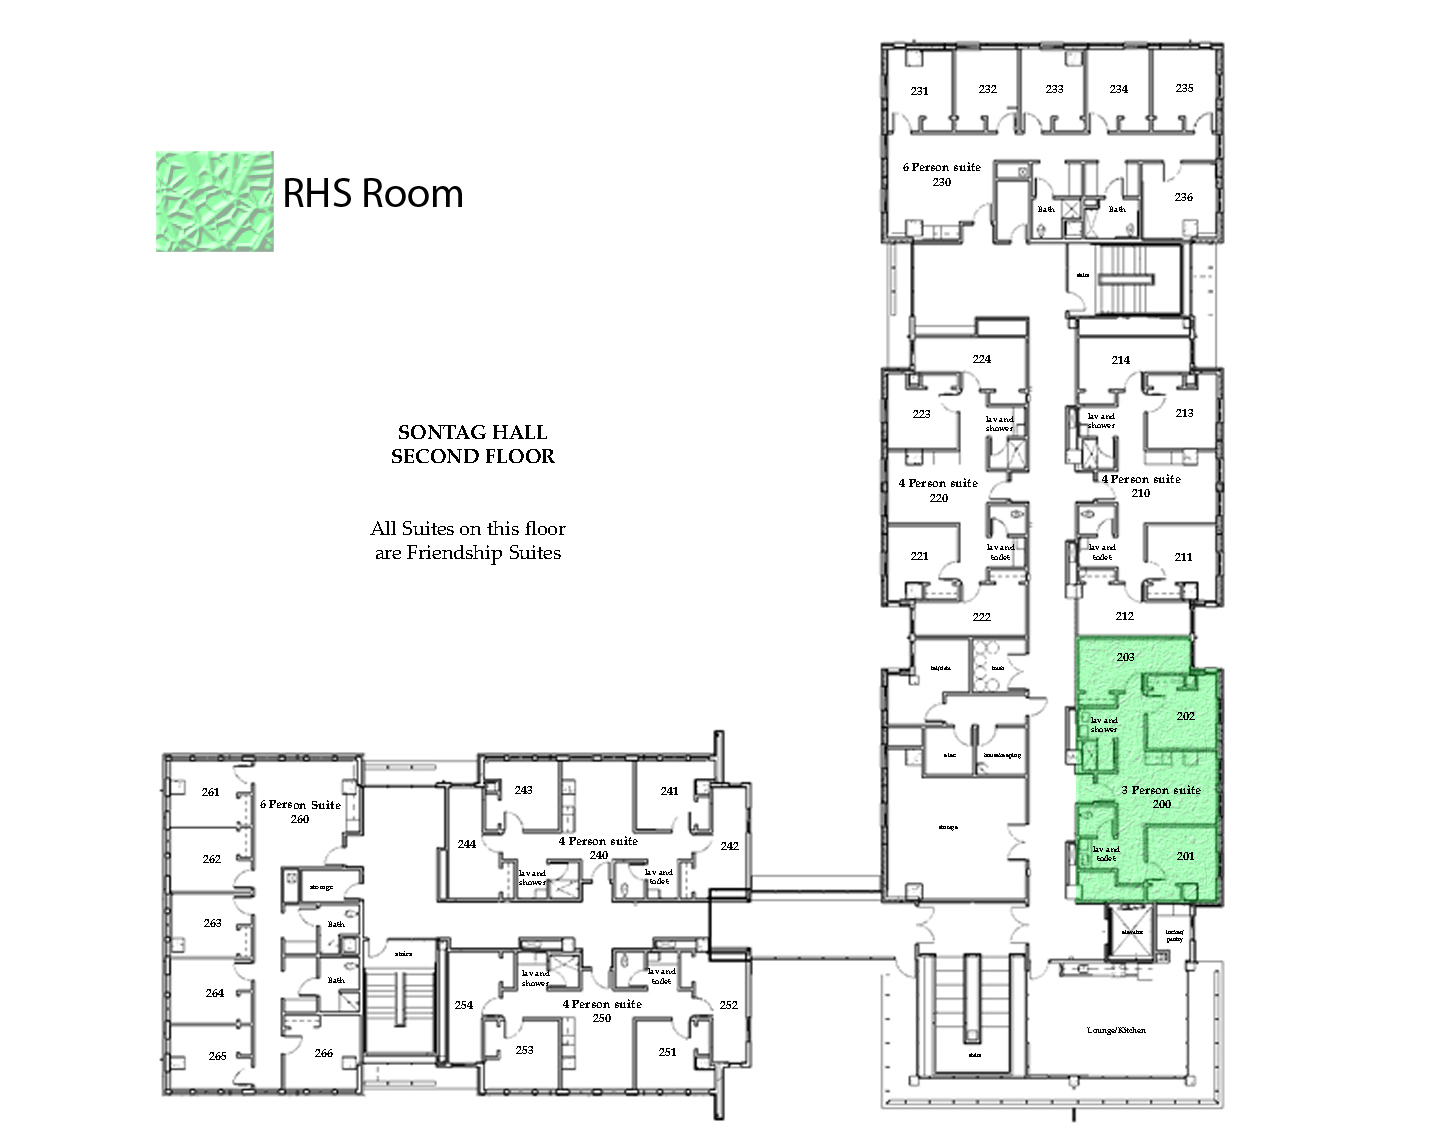 RHS Room
SONTAG HALL
SECOND FLOOR
All Suites on this floor
are Friendship Suites
231
232
233
234
235
6 Person suite
230
236
Bath
Bath
stairs
224
214
223
lav and
shower
lav and
shower
213
4 Person suite
220
4 Person suite
210
221
lav and
toilet
lav and
toilet
211
222
212
203
202
lav and
shower
elec
housekeeping
3 Person suite
200
storage
lav and
toilet
201
elevator
pantry
Lounge/Kitchen
stairs
261
6 Person Suite
260
262
storage
263
Bath
stairs
264
Bath
265
266
243
241
244
4 Person suite
240
242
lav and
shower
lav and
toilet
254
lav and
shower
lav and
toilet
4 Person suite
250
252
253
251